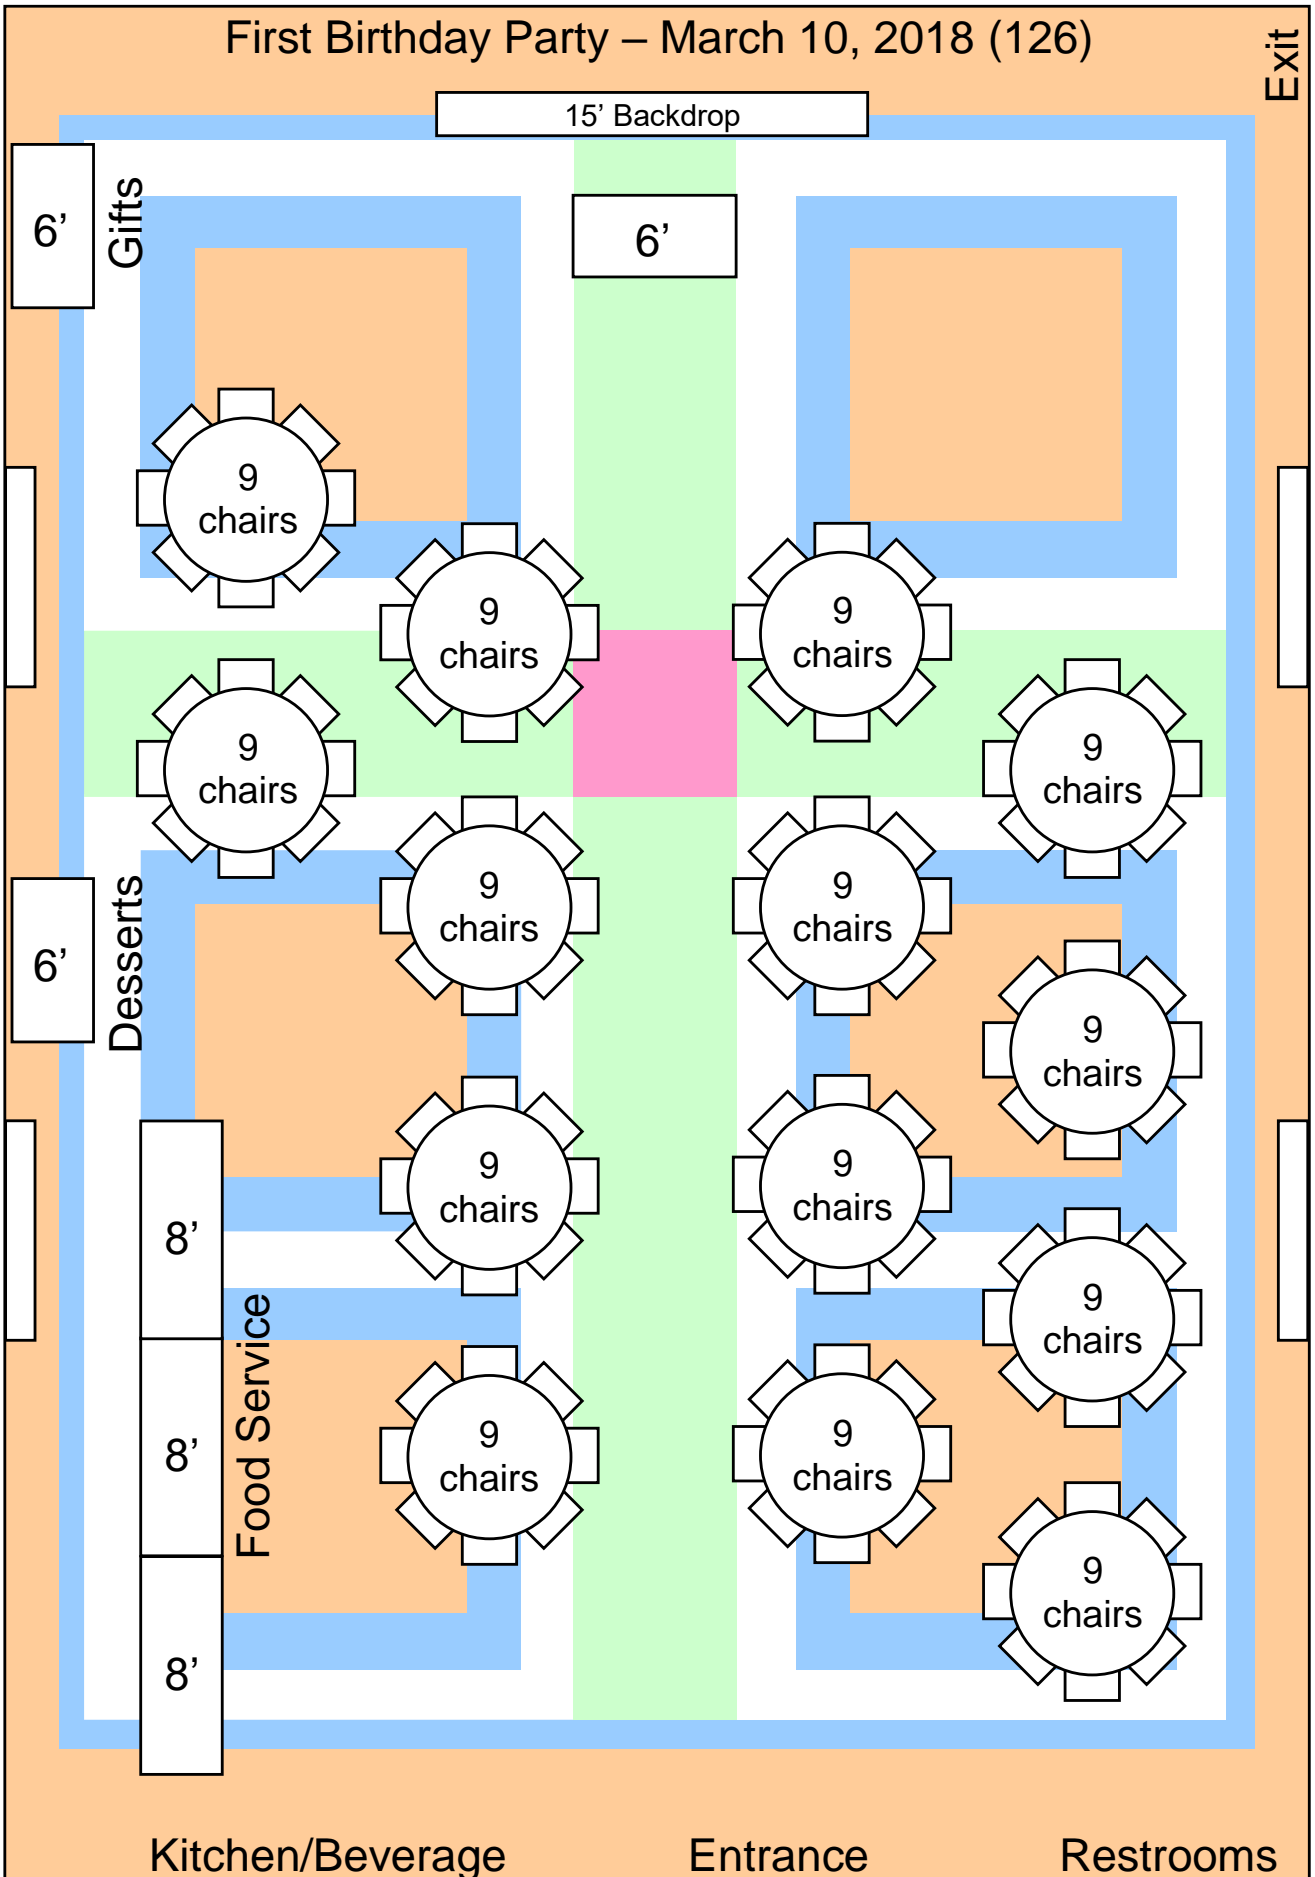 First Birthday Party – March 10, 2018 (126)
Exit
15’ Backdrop
6’
Gifts
6’
9
chairs
9
chairs
9
chairs
9
chairs
9
chairs
9
chairs
9
chairs
6’
Desserts
9
chairs
9
chairs
9
chairs
8’
9
chairs
8’
Food Service
9
chairs
9
chairs
9
chairs
8’
Kitchen/Beverage
Entrance
Restrooms